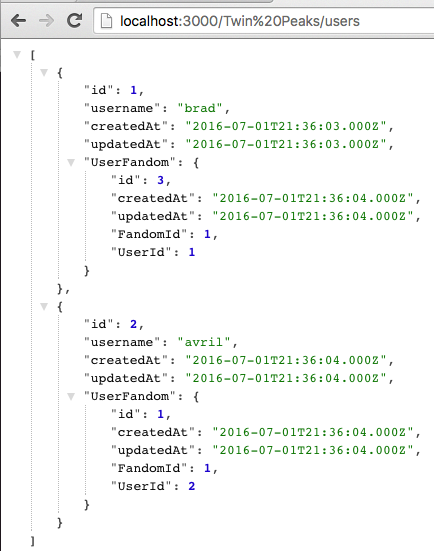 localhost:3000/Twin%20Peaks/users
[
{
"id": 1,
"username": "brad",
"createdAt": "2016-07-01T21:36:03.000Z",
"updatedAt": "2016-07-01T21:36:03.000Z",
"UserFandom": {
"id": 3,
"createdAt": "2016-07-01T21:36:04.000Z",
"updatedAt": "2016-07-01T21:36:04.000Z",
"FandomId": 1,
"UserId": 1
}
},
{
"id": 2,
"username": "avril",
"createdAt": "2016-07-01T21:36:04.000Z",
"updatedAt": "2016-07-01T21:36:04.000Z",
"UserFandom": {
"id": 1,
"createdAt": "2016-07-01T21:36:04.000Z",
"updatedAt": "2016-07-01T21:36:04.000Z",
"FandomId": 1,
"UserId": 2
}
}
]